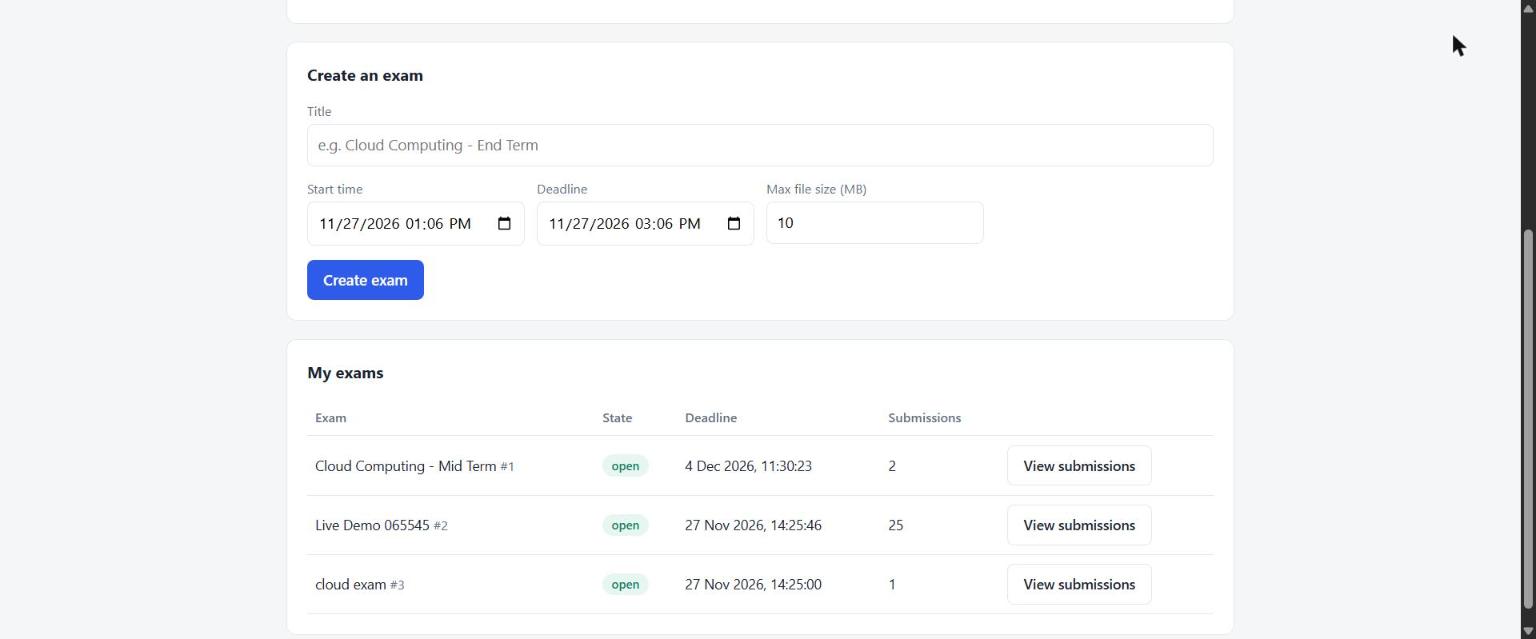 Create an exam
Title
e.g. Cloud Computing - End Term
Start time Deadline Max file size (MB)
11/27/2026 01:06 PM 11/27/2026 03:06 PM 10
Create exam
My exams
Exam State Deadline Submissions
Cloud Computing - Mid Term #1 open 4 Dec 2026, 11:30:23 2 View submissions
Live Demo 065545 #2 open 27 Nov 2026, 14:25:46 25 View submissions
cloud exam #3 open 27 Nov 2026, 14:25:00 1 View submissions